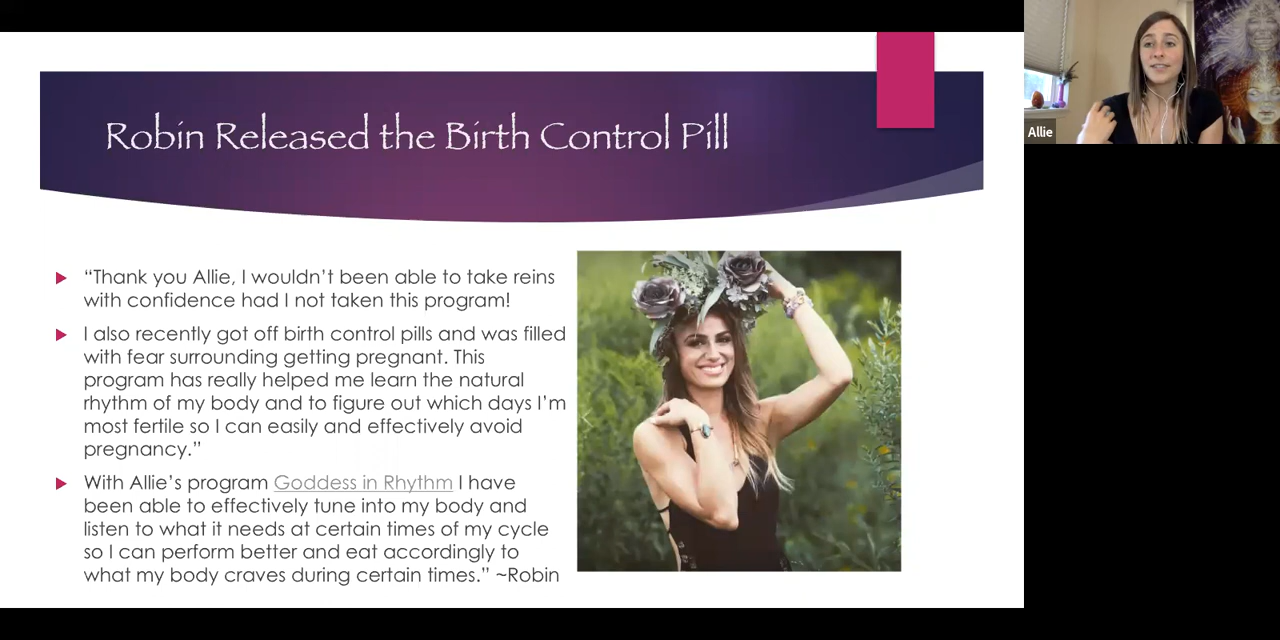 Robin Released the Birth Control Pill
Allie
“Thank you Allie, I wouldn’t been able to take reins
with confidence had I not taken this program!
I also recently got off birth control pills and was filled
with fear surrounding getting pregnant. This
program has really helped me learn the natural
rhythm of my body and to figure out which days I’m
most fertile so I can easily and effectively avoid
pregnancy.”
With Allie’s program Goddess in Rhythm I have
been able to effectively tune into my body and
listen to what it needs at certain times of my cycle
so I can perform better and eat accordingly to
what my body craves during certain times.” ~Robin